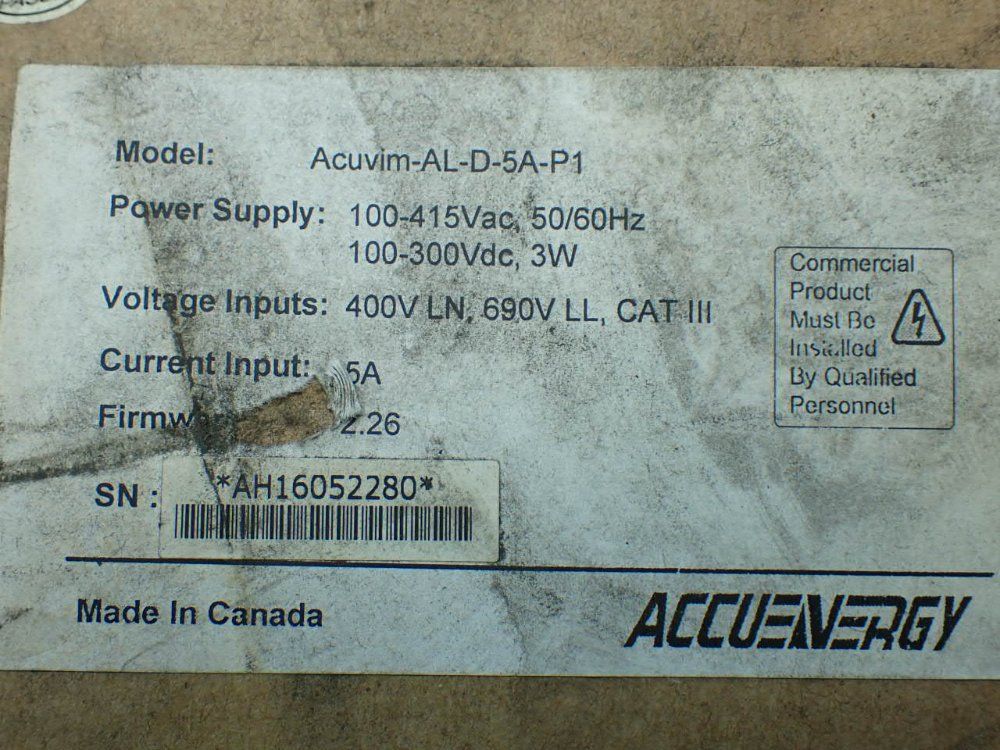 Model: Acuvim-AL-D-5A-P1
Power Supply: 100-415Vac, 50/60Hz
100-300Vdc, 3W
Voltage Inputs: 400V LN, 690V LL, CAT III
Current Input: 5A
2.26
SN : *AH16052280*
Commercial
Product
Must Be
Installed
By Qualified
Personnel
Made In Canada
ACCUENERGY